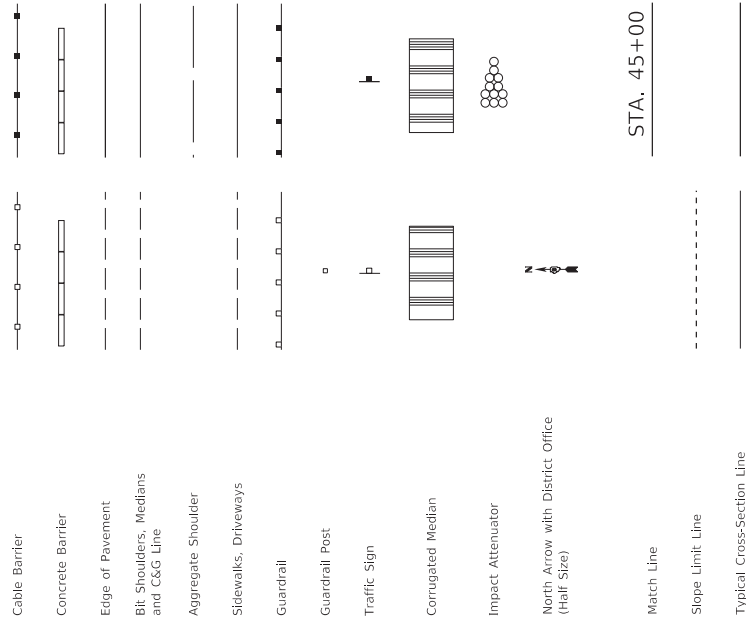 Cable Barrier
Concrete Barrier
Edge of Pavement
Bit Shoulders, Medians
and C&G Line
Aggregate Shoulder
Sidewalks, Driveways
Guardrail
Guardrail Post
Traffic Sign
Corrugated Median
Impact Attenuator
North Arrow with District Office
(Half Size)
N
Match Line
STA. 45+00
Slope Limit Line
Typical Cross-Section Line